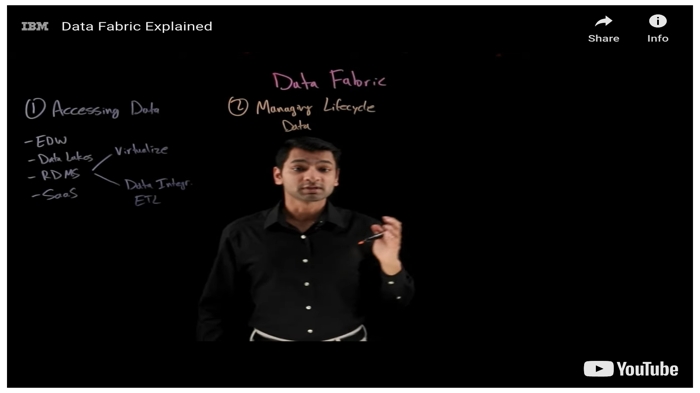 IBM Data Fabric Explained
Share
Info
Data Fabric
① Accessing Data
② Managing Lifecycle
Data
- EDW
- Data Lakes
- RDMS
- SaaS
Virtualize
Data Integr.
ETL
YouTube